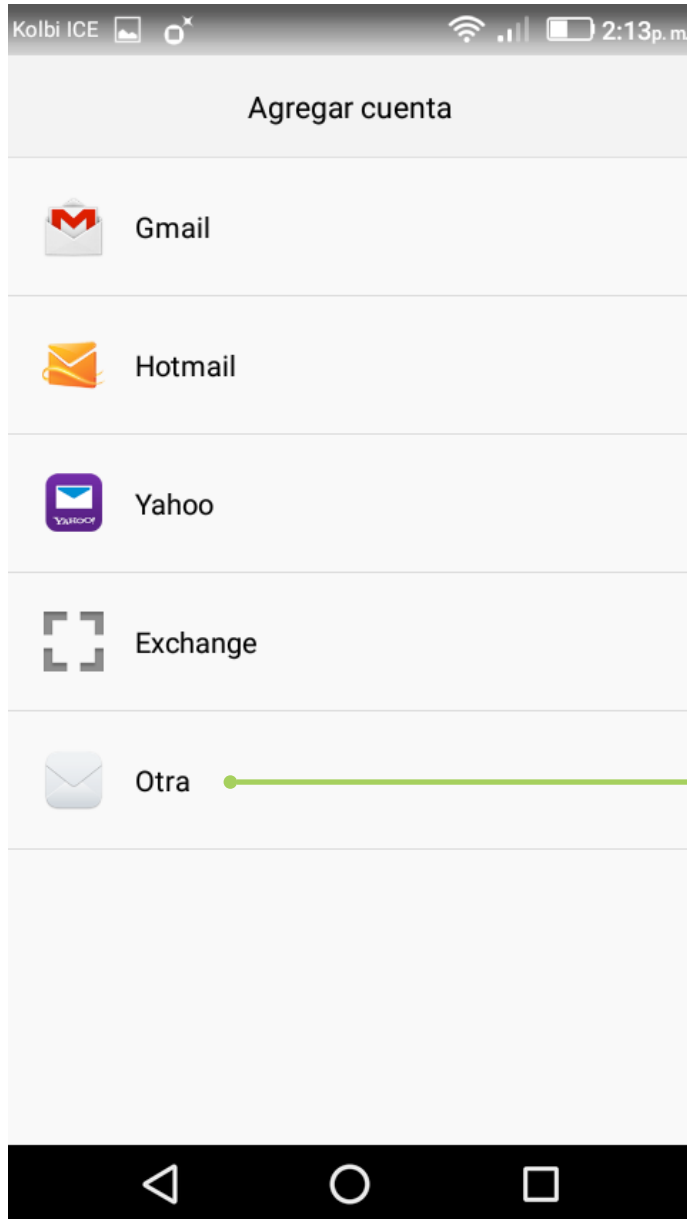 Kolbi ICE 2:13p. m.
Agregar cuenta
Gmail
Hotmail
YAHOO! Yahoo
Exchange
Otra